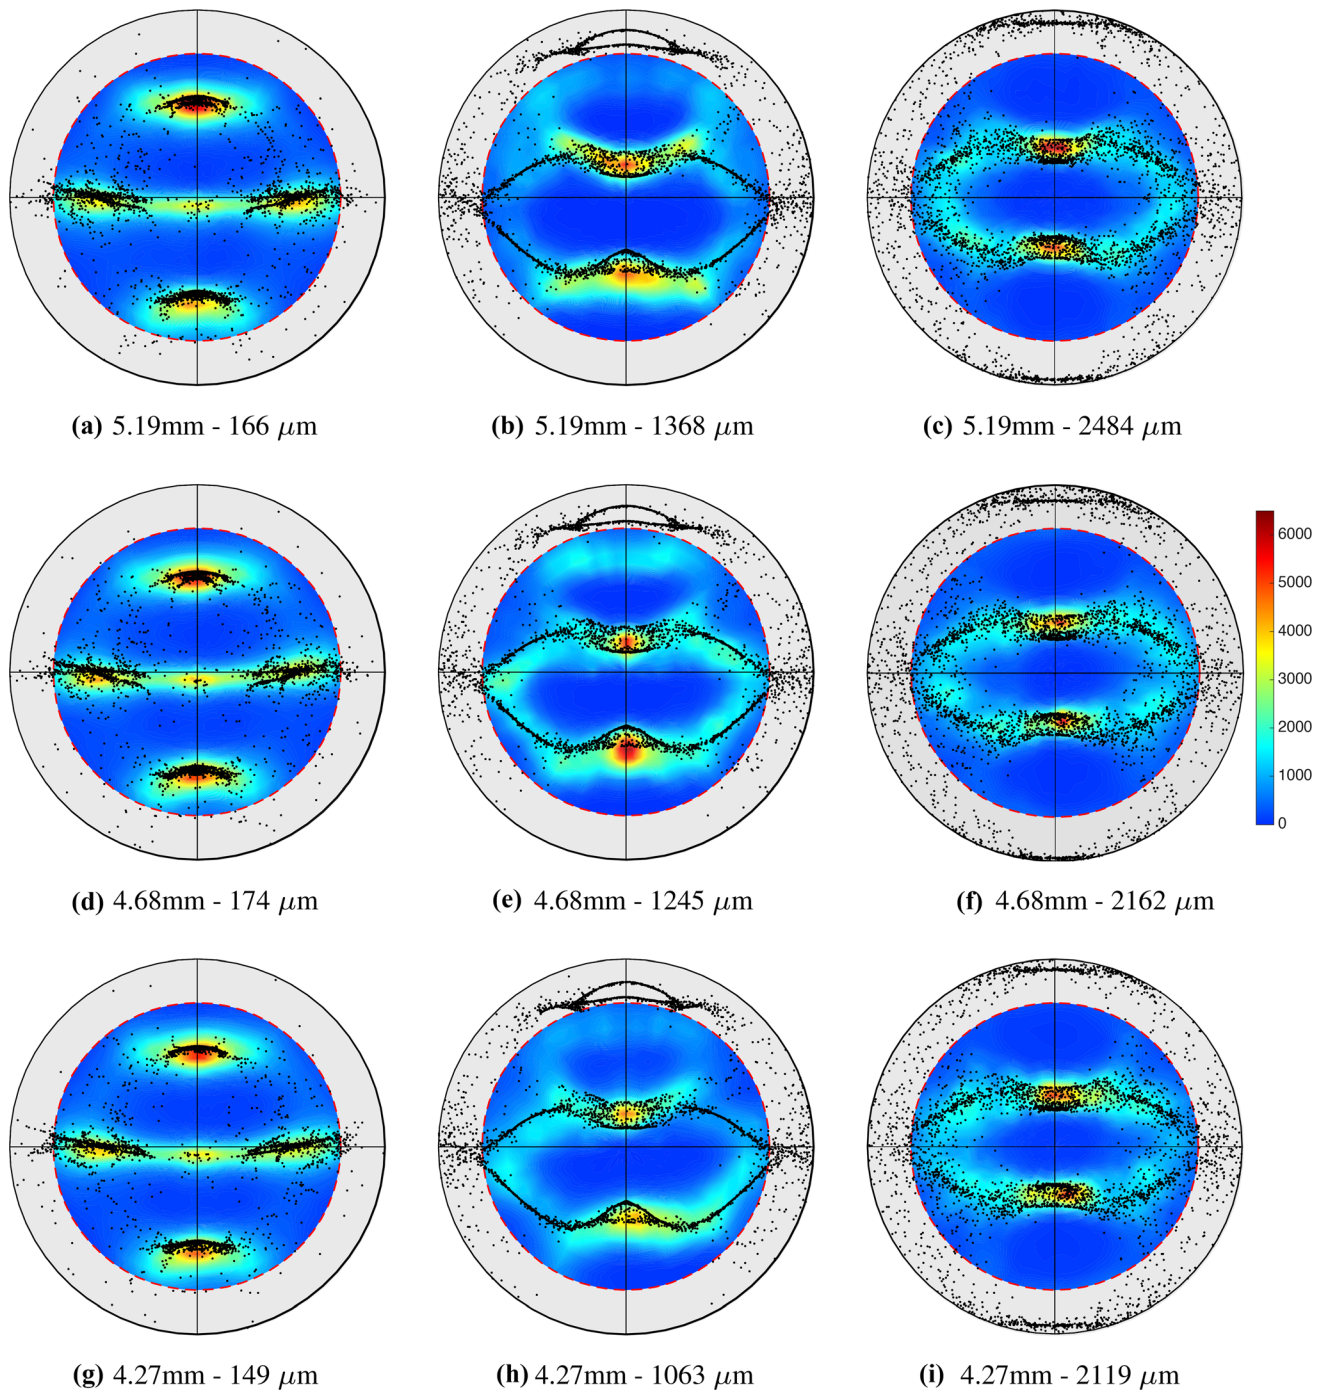 (a) 5.19mm - 166 μm
(b) 5.19mm - 1368 μm
(c) 5.19mm - 2484 μm
6000
5000
4000
3000
2000
1000
0
(d) 4.68mm - 174 μm
(e) 4.68mm - 1245 μm
(f) 4.68mm - 2162 μm
(g) 4.27mm - 149 μm
(h) 4.27mm - 1063 μm
(i) 4.27mm - 2119 μm